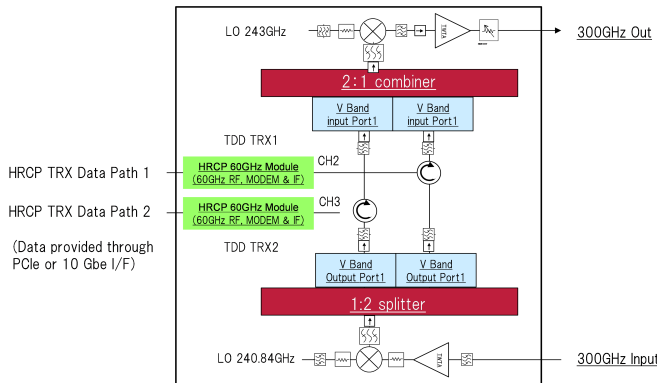 LO 243GHz
TNTA
300GHz Out
2:1 combiner
V Band
input Port1
V Band
input Port1
TDD TRX1
HRCP TRX Data Path 1
HRCP 60GHz Module
(60GHz RF, MODEM & IF)
CH2
HRCP TRX Data Path 2
HRCP 60GHz Module
(60GHz RF, MODEM & IF)
CH3
(Data provided through
PCIe or 10 Gbe I/F)
TDD TRX2
V Band
Output Port1
V Band
Output Port1
1:2 splitter
LO 240.84GHz
TNTA
300GHz Input